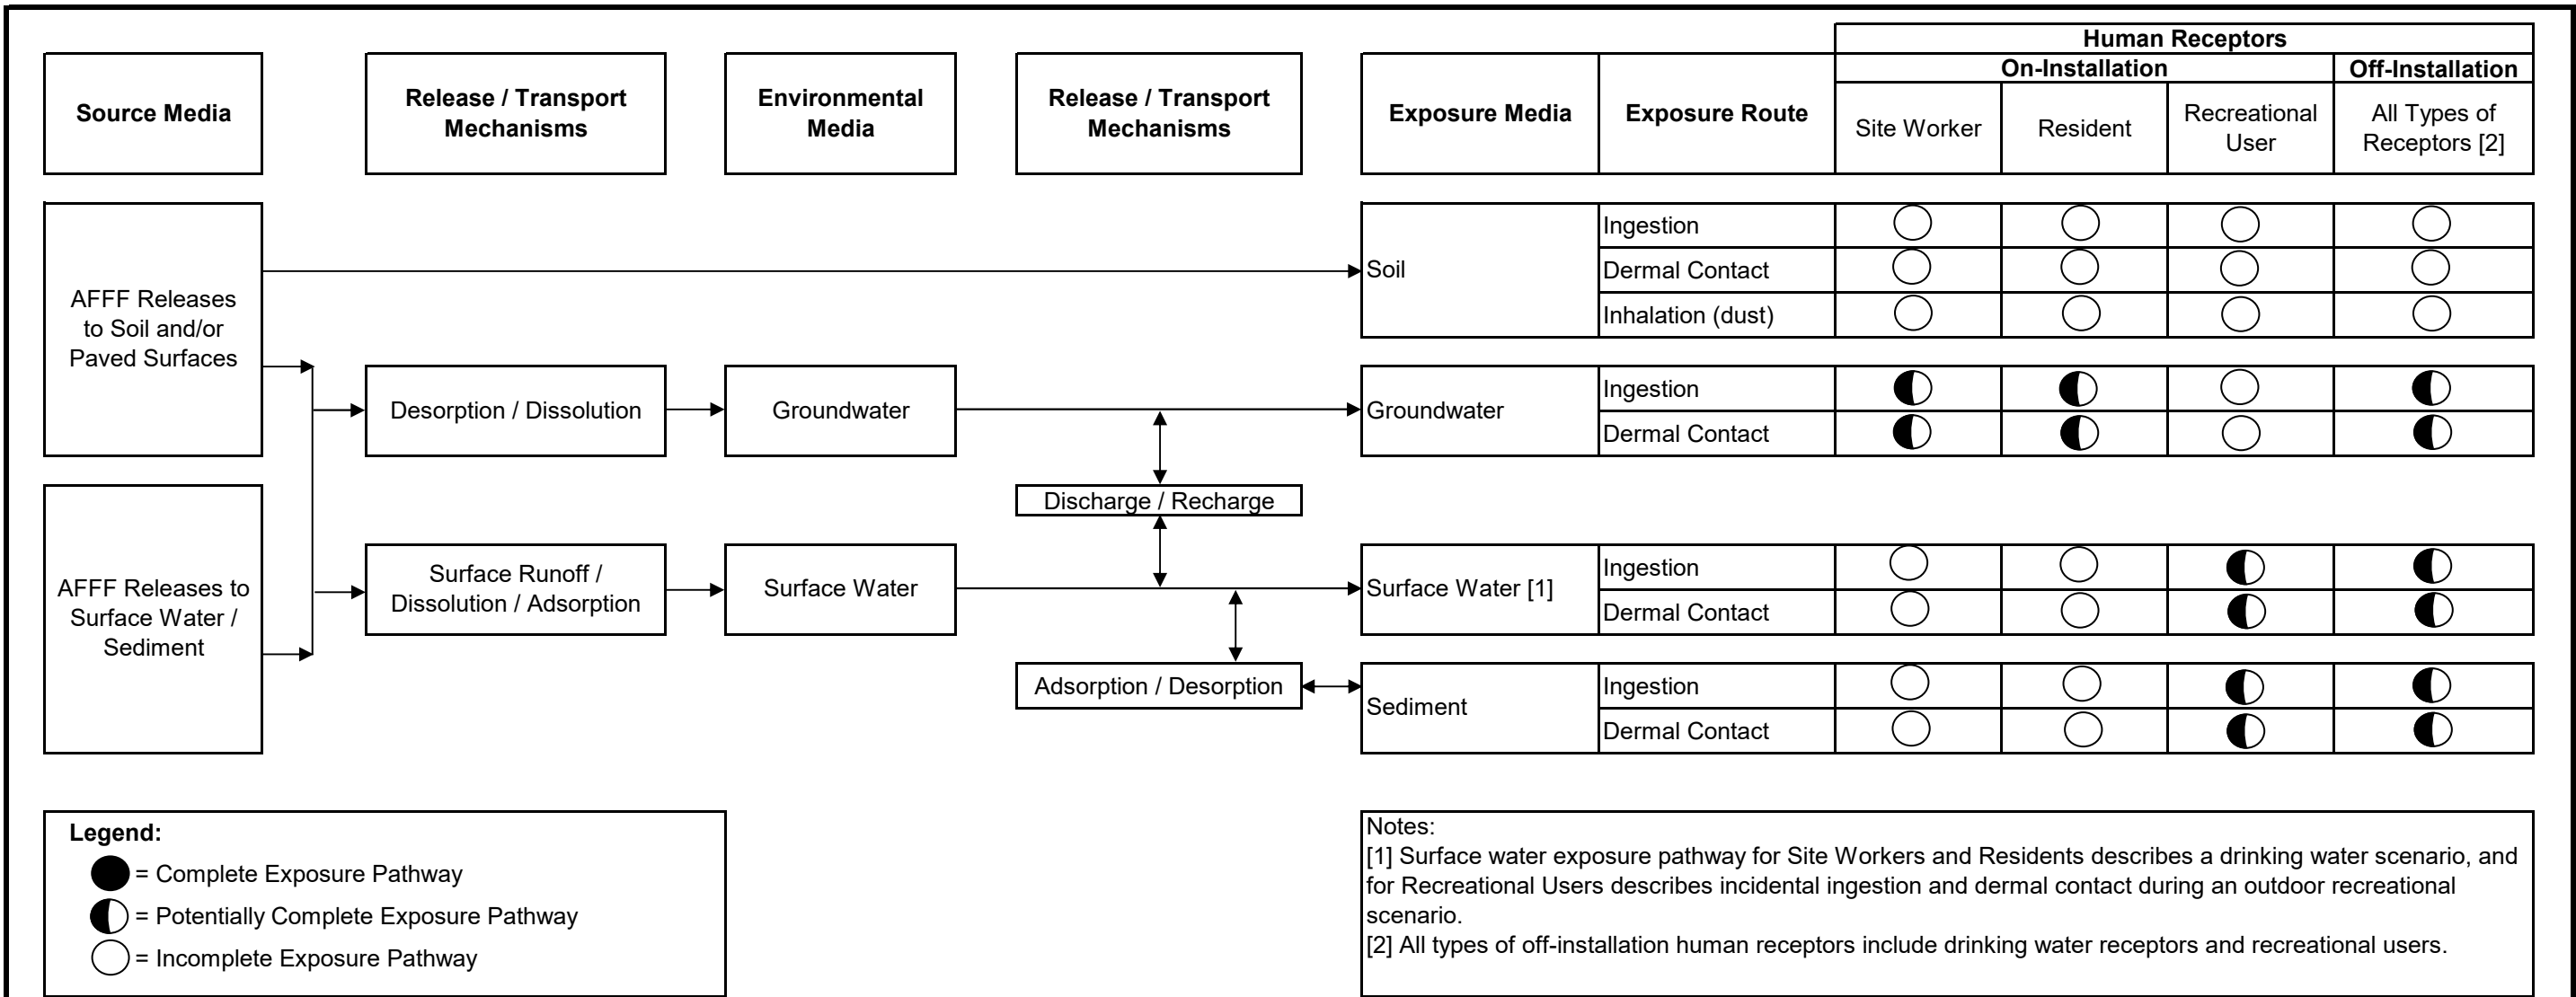 Human Receptors
On-Installation
Off-Installation
Source Media
Release / Transport
Mechanisms
Environmental
Media
Release / Transport
Mechanisms
Exposure Media
Exposure Route
Site Worker
Resident
Recreational
User
All Types of
Receptors [2]
AFFF Releases
to Soil and/or
Paved Surfaces
Soil
Ingestion
Dermal Contact
Inhalation (dust)
Desorption / Dissolution
Groundwater
Groundwater
Ingestion
Dermal Contact
Discharge / Recharge
AFFF Releases to
Surface Water /
Sediment
Surface Runoff /
Dissolution / Adsorption
Surface Water
Surface Water [1]
Ingestion
Dermal Contact
Adsorption / Desorption
Sediment
Ingestion
Dermal Contact
Legend:
= Complete Exposure Pathway
= Potentially Complete Exposure Pathway
= Incomplete Exposure Pathway
Notes:
[1] Surface water exposure pathway for Site Workers and Residents describes a drinking water scenario, and
for Recreational Users describes incidental ingestion and dermal contact during an outdoor recreational
scenario.
[2] All types of off-installation human receptors include drinking water receptors and recreational users.